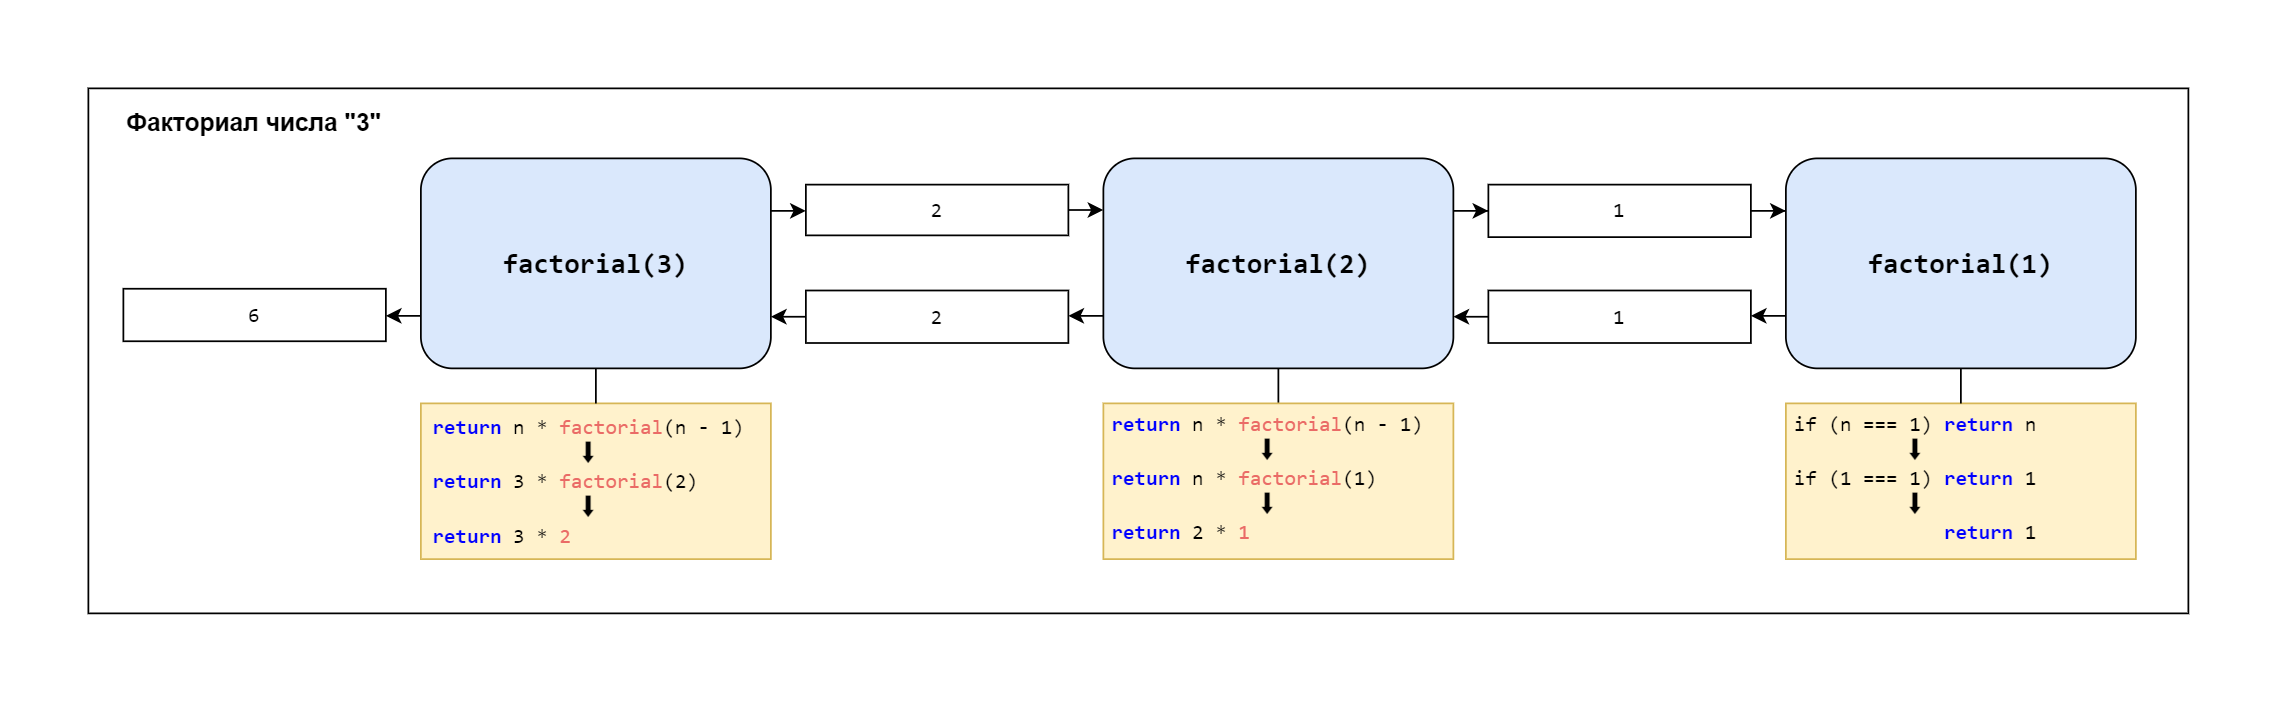 Факториал числа "3"
factorial(3)
2
factorial(2)
1
factorial(1)
6
2
1
return n * factorial(n - 1)
return 3 * factorial(2)
return 3 * 2
return n * factorial(n - 1)
return n * factorial(1)
return 2 * 1
if (n === 1) return n
if (1 === 1) return 1
return 1